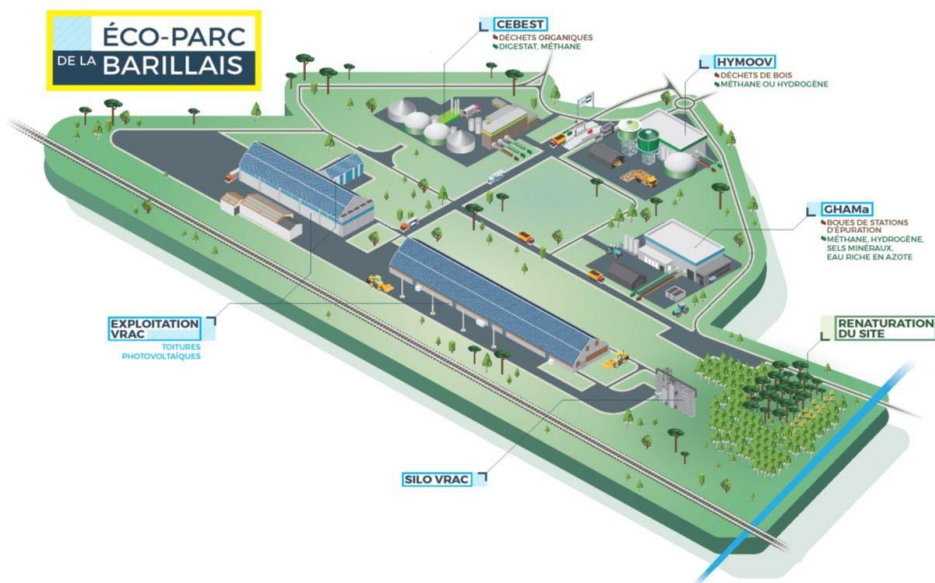 ÉCO-PARC
DE LA BARILLAIS
CEBEST
DÉCHETS ORGANIQUES
DIGESTAT, MÉTHANE
HYMOOV
DÉCHETS DE BOIS
MÉTHANE OU HYDROGÈNE
GHAMa
BOUES DE STATIONS
D'ÉPURATION
MÉTHANE, HYDROGÈNE,
SELS MINÉRAUX,
EAU RICHE EN AZOTE
EXPLOITATION
VRAC
TOITURES
PHOTOVOLTAÏQUES
RENATURATION
DU SITE
SILO VRAC